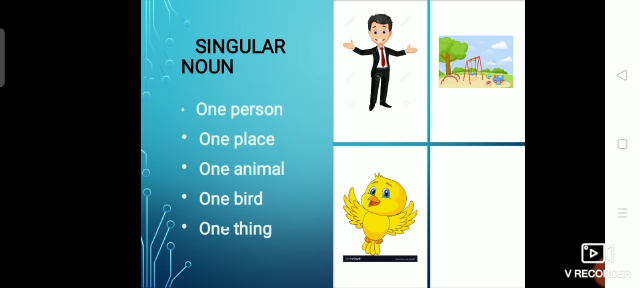 SINGULAR
NOUN
• One person
• One place
• One animal
• One bird
• One thing
V RECORDER